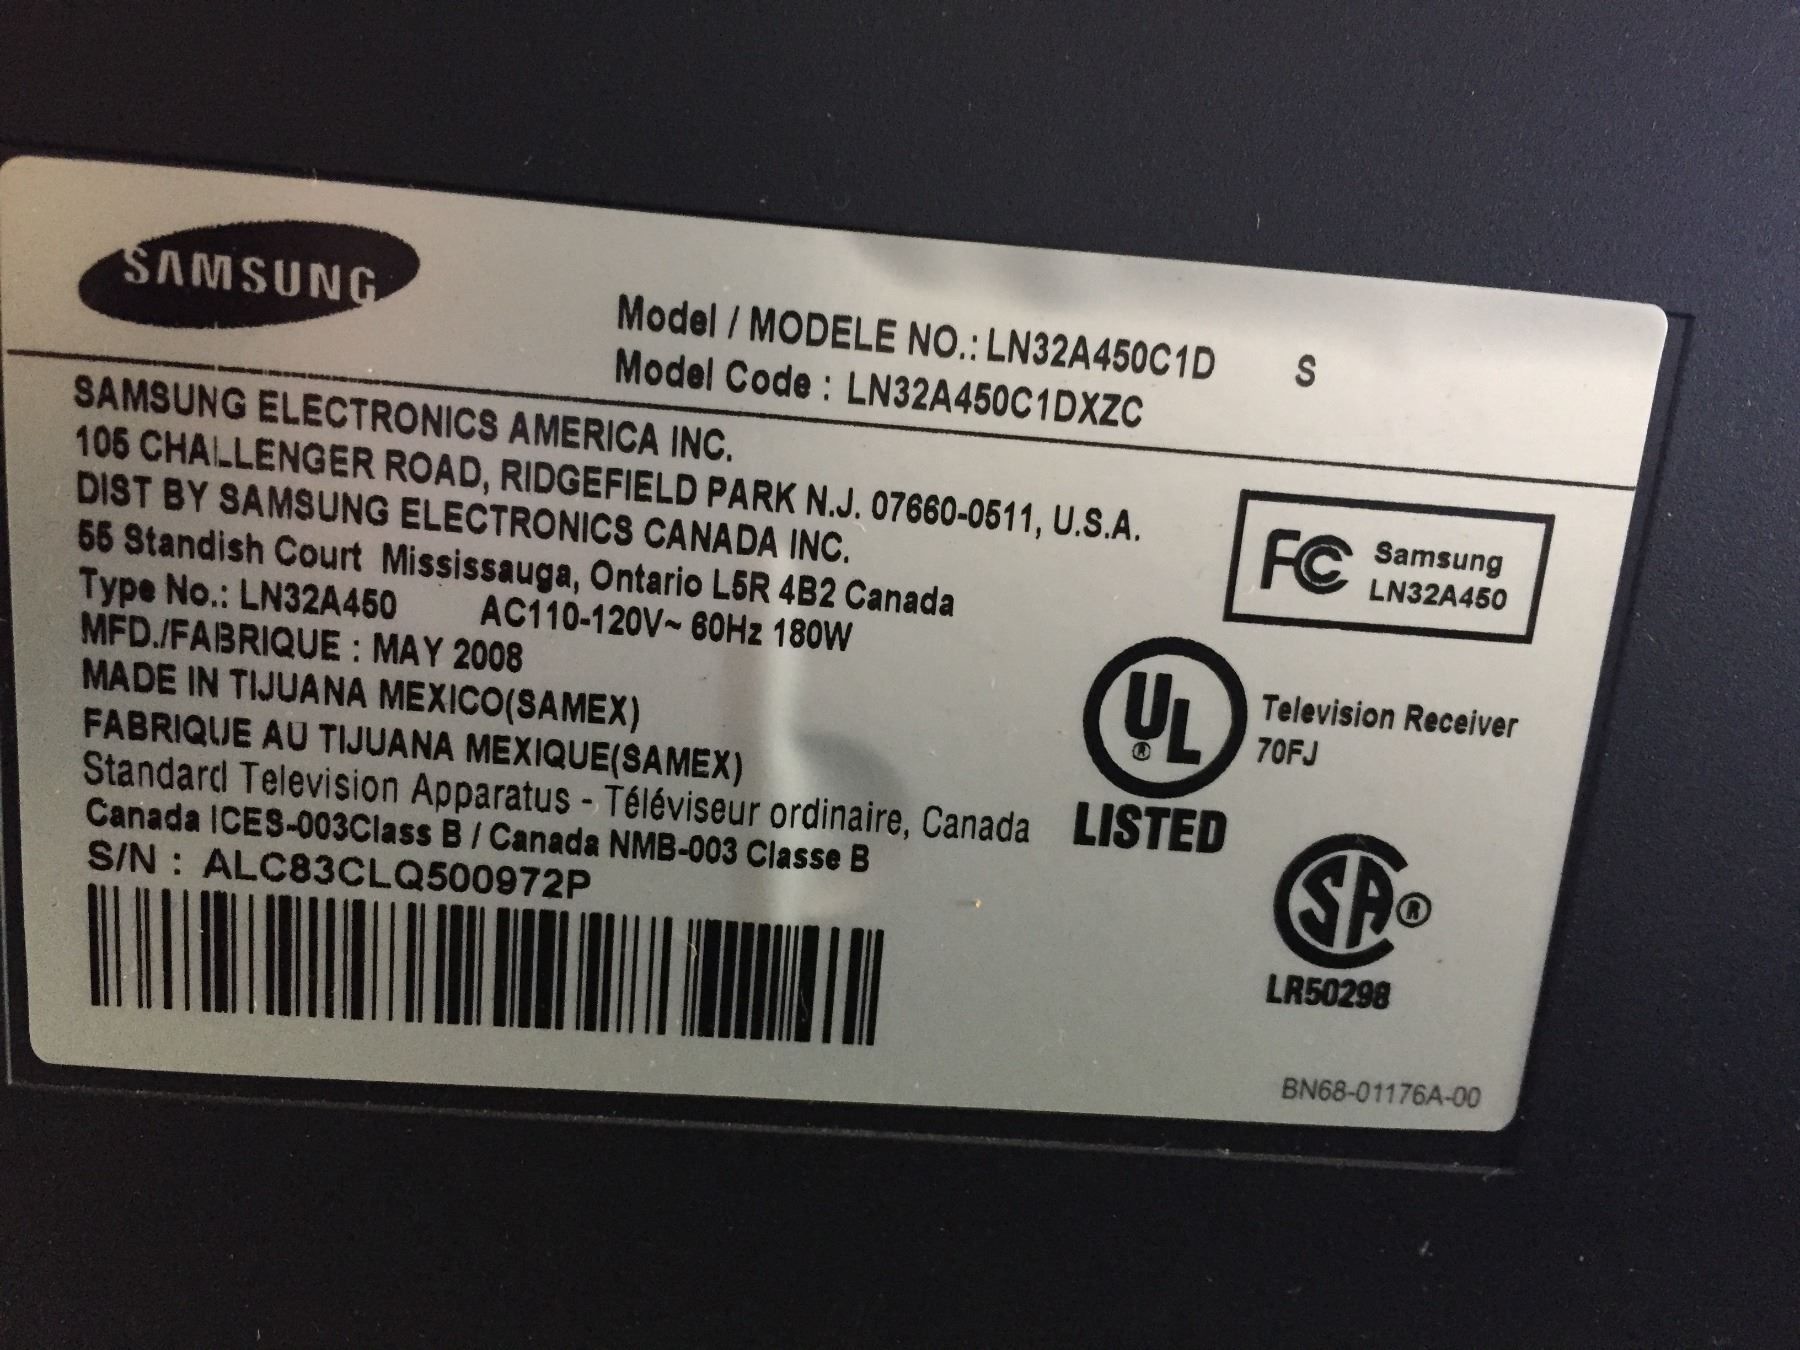 SAMSUNG
Model / MODELE NO.: LN32A450C1D S
Model Code : LN32A450C1DXZC
SAMSUNG ELECTRONICS AMERICA INC.
105 CHALLENGER ROAD, RIDGEFIELD PARK N.J. 07660-0511, U.S.A.
DIST BY SAMSUNG ELECTRONICS CANADA INC.
55 Standish Court Mississauga, Ontario L5R 4B2 Canada
Type No.: LN32A450 AC110-120V~ 60Hz 180W
MFD./FABRIQUE : MAY 2008
MADE IN TIJUANA MEXICO(SAMEX)
FABRIQUE AU TIJUANA MEXIQUE(SAMEX)
Standard Television Apparatus - Téléviseur ordinaire, Canada
Canada ICES-003Class B / Canada NMB-003 Classe B
S/N : ALC83CLQ500972P
FC Samsung
LN32A450
UL ® Television Receiver
70FJ
LISTED
SA ®
LR50298
BN68-01176A-00